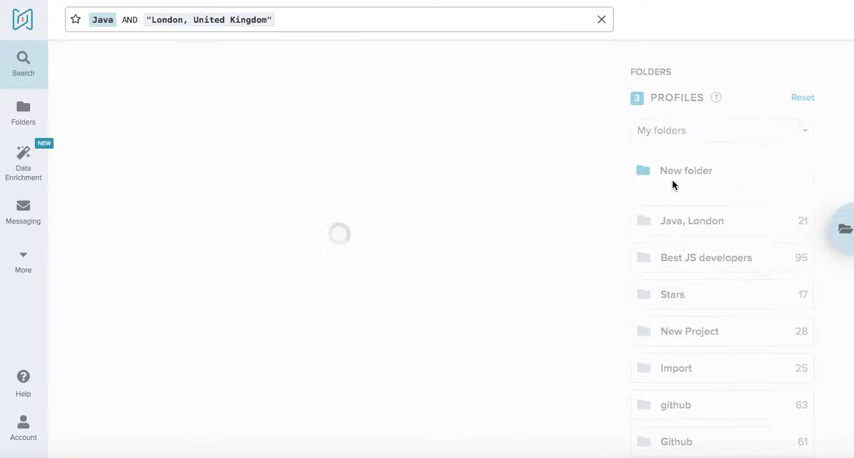 Java AND "London, United Kingdom"
Search
Folders
NEW
Data
Enrichment
Messaging
More
Help
Account
FOLDERS
3 PROFILES ? Reset
My folders
New folder
Java, London 21
Best JS developers 95
Stars 17
New Project 28
Import 25
github 63
Github 61